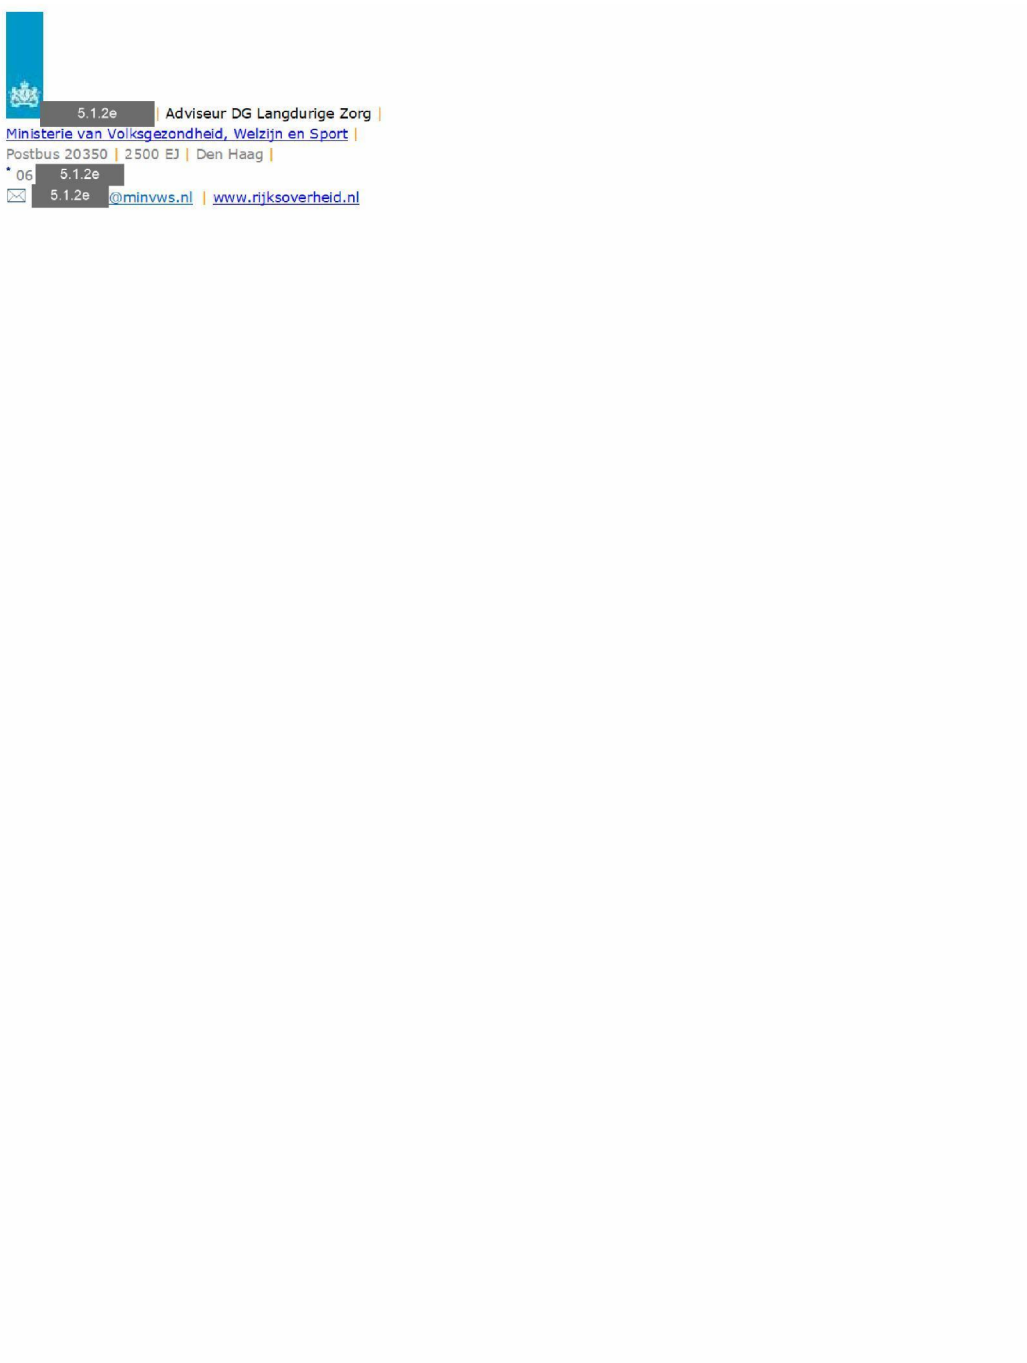 5.1.2e | Adviseur DG Langdurige Zorg |
Ministerie van Volksgezondheid, Welzijn en Sport |
Postbus 20350 | 2500 EJ | Den Haag |
* 06 5.1.2e
✉ 5.1.2e @minvws.nl | www.rijksoverheid.nl